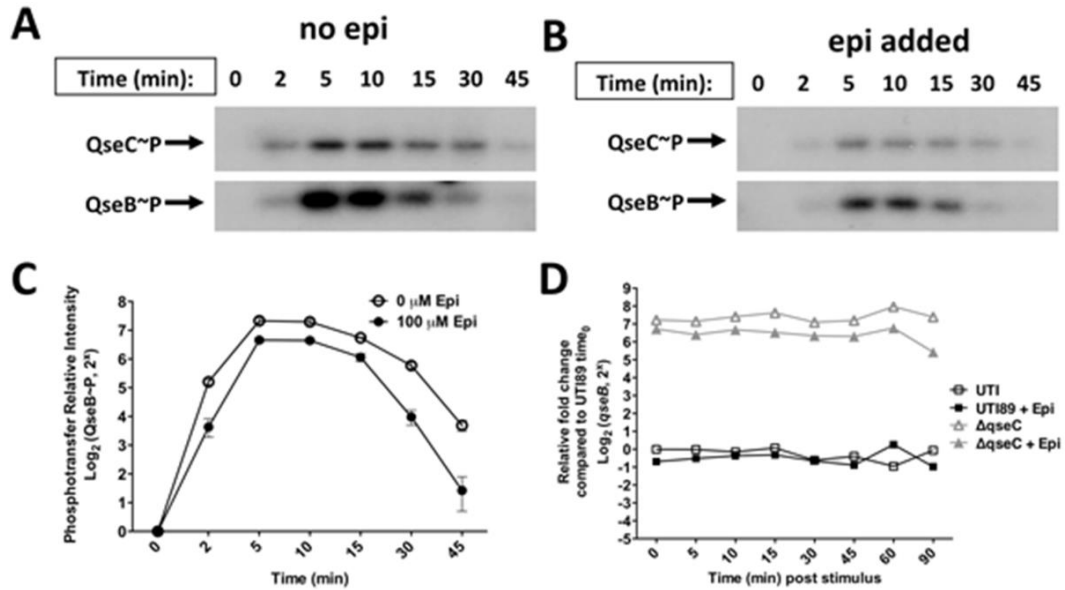 A
no epi
Time (min): 0 2 5 10 15 30 45
QseC~P
QseB~P
B
epi added
Time (min): 0 2 5 10 15 30 45
QseC~P
QseB~P
C
Phosphotransfer Relative Intensity
Log2 (QseB~P, 2ˣ)
8
7
6
5
4
3
2
1
0
0 2 5 10 15 30 45
Time (min)
0 μM Epi
100 μM Epi
D
Relative fold change
compared to UTI89 time₀
Log₂ (qseB, 2ˣ)
9
8
7
6
5
4
3
2
1
0
-1
-2
-3
-4
-5
0 5 10 15 30 45 60 90
Time (min) post stimulus
UTI
UTI89 + Epi
ΔqseC
ΔqseC + Epi